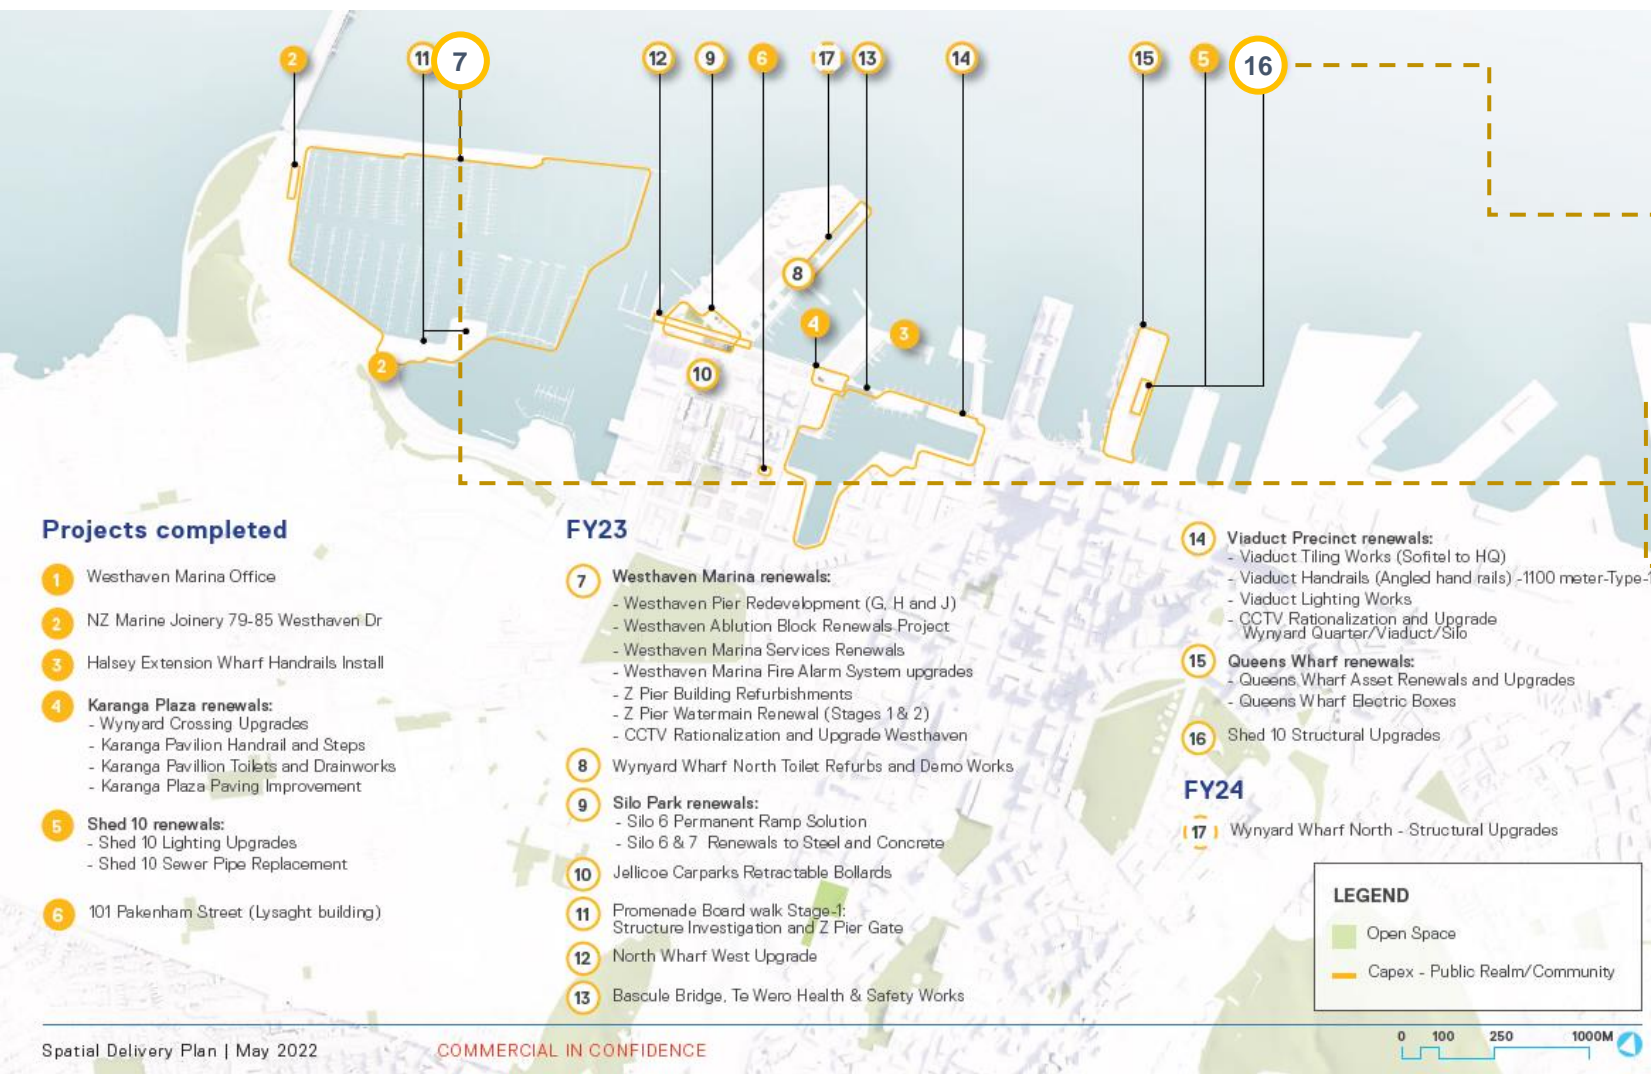 2
11
7
12
9
6
17
13
14
15
5
16
8
4
3
2
10
Projects completed
1 Westhaven Marina Office
2 NZ Marine Joinery 79-85 Westhaven Dr
3 Halsey Extension Wharf Handrails Install
4 Karanga Plaza renewals:
- Wynyard Crossing Upgrades
- Karanga Pavilion Handrail and Steps
- Karanga Pavillion Toilets and Drainworks
- Karanga Plaza Paving Improvement
5 Shed 10 renewals:
- Shed 10 Lighting Upgrades
- Shed 10 Sewer Pipe Replacement
6 101 Pakenham Street (Lysaght building)
FY23
7 Westhaven Marina renewals:
- Westhaven Pier Redevelopment (G, H and J)
- Westhaven Ablution Block Renewals Project
- Westhaven Marina Services Renewals
- Westhaven Marina Fire Alarm System upgrades
- Z Pier Building Refurbishments
- Z Pier Watermain Renewal (Stages 1 & 2)
- CCTV Rationalization and Upgrade Westhaven
8 Wynyard Wharf North Toilet Refurbs and Demo Works
9 Silo Park renewals:
- Silo 6 Permanent Ramp Solution
- Silo 6 & 7 Renewals to Steel and Concrete
10 Jellicoe Carparks Retractable Bollards
11 Promenade Board walk Stage-1:
Structure Investigation and Z Pier Gate
12 North Wharf West Upgrade
13 Bascule Bridge, Te Wero Health & Safety Works
14 Viaduct Precinct renewals:
- Viaduct Tiling Works (Sofitel to HQ)
- Viaduct Handrails (Angled hand rails) -1100 meter-Type-1
- Viaduct Lighting Works
- CCTV Rationalization and Upgrade
Wynyard Quarter/Viaduct/Silo
15 Queens Wharf renewals:
- Queens Wharf Asset Renewals and Upgrades
- Queens Wharf Electric Boxes
16 Shed 10 Structural Upgrades
FY24
17 Wynyard Wharf North - Structural Upgrades
LEGEND
Open Space
Capex - Public Realm/Community
Spatial Delivery Plan | May 2022
COMMERCIAL IN CONFIDENCE
0 100 250 1000M